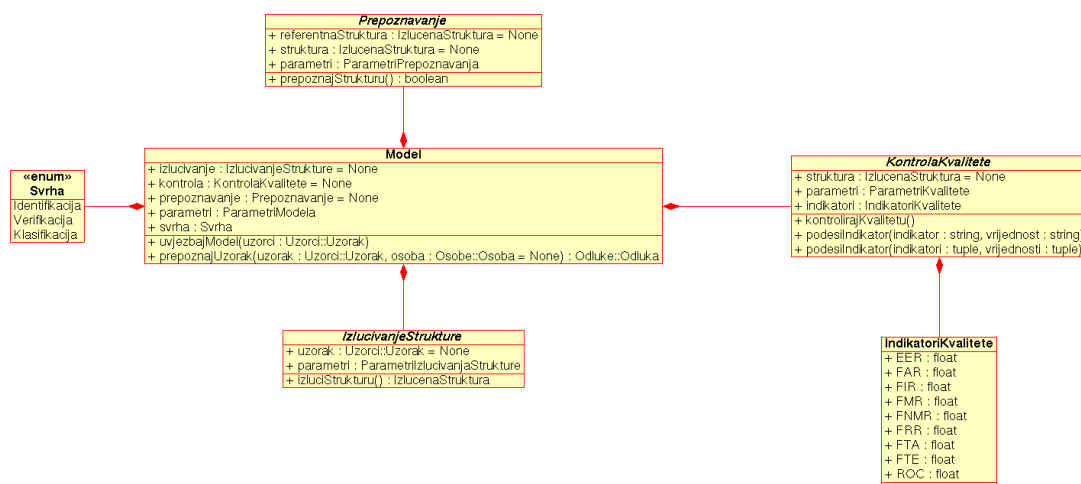 Prepoznavanje
+ referentnaStruktura : IzlucenaStruktura = None
+ struktura : IzlucenaStruktura = None
+ parametri : ParametriPrepoznavanja
+ prepoznajStrukturu() : boolean
«enum»
Svrha
Identifikacija
Verifikacija
Klasifikacija
Model
+ izlucivanje : IzlucivanjeStrukture = None
+ kontrola : KontrolaKvalitete = None
+ prepoznavanje : Prepoznavanje = None
+ parametri : ParametriModela
+ svrha : Svrha
+ uvjezbajModel(uzorci : Uzorci::Uzorak)
+ prepoznajUzorak(uzorak : Uzorci::Uzorak, osoba : Osobe::Osoba = None) : Odluke::Odluka
KontrolaKvalitete
+ struktura : IzlucenaStruktura = None
+ parametri : ParametriKvalitete
+ indikatori : IndikatoriKvalitete
+ kontrolirajKvalitetu()
+ podesiIndikator(indikator : string, vrijednost : string)
+ podesiIndikator(indikatori : tuple, vrijednosti : tuple)
IzlucivanjeStrukture
+ uzorak : Uzorci::Uzorak = None
+ parametri : ParametriIzlucivanjaStrukture
+ izluciStrukturu() : IzlucenaStruktura
IndikatoriKvalitete
+ EER : float
+ FAR : float
+ FIR : float
+ FMR : float
+ FNMR : float
+ FRR : float
+ FTA : float
+ FTE : float
+ ROC : float